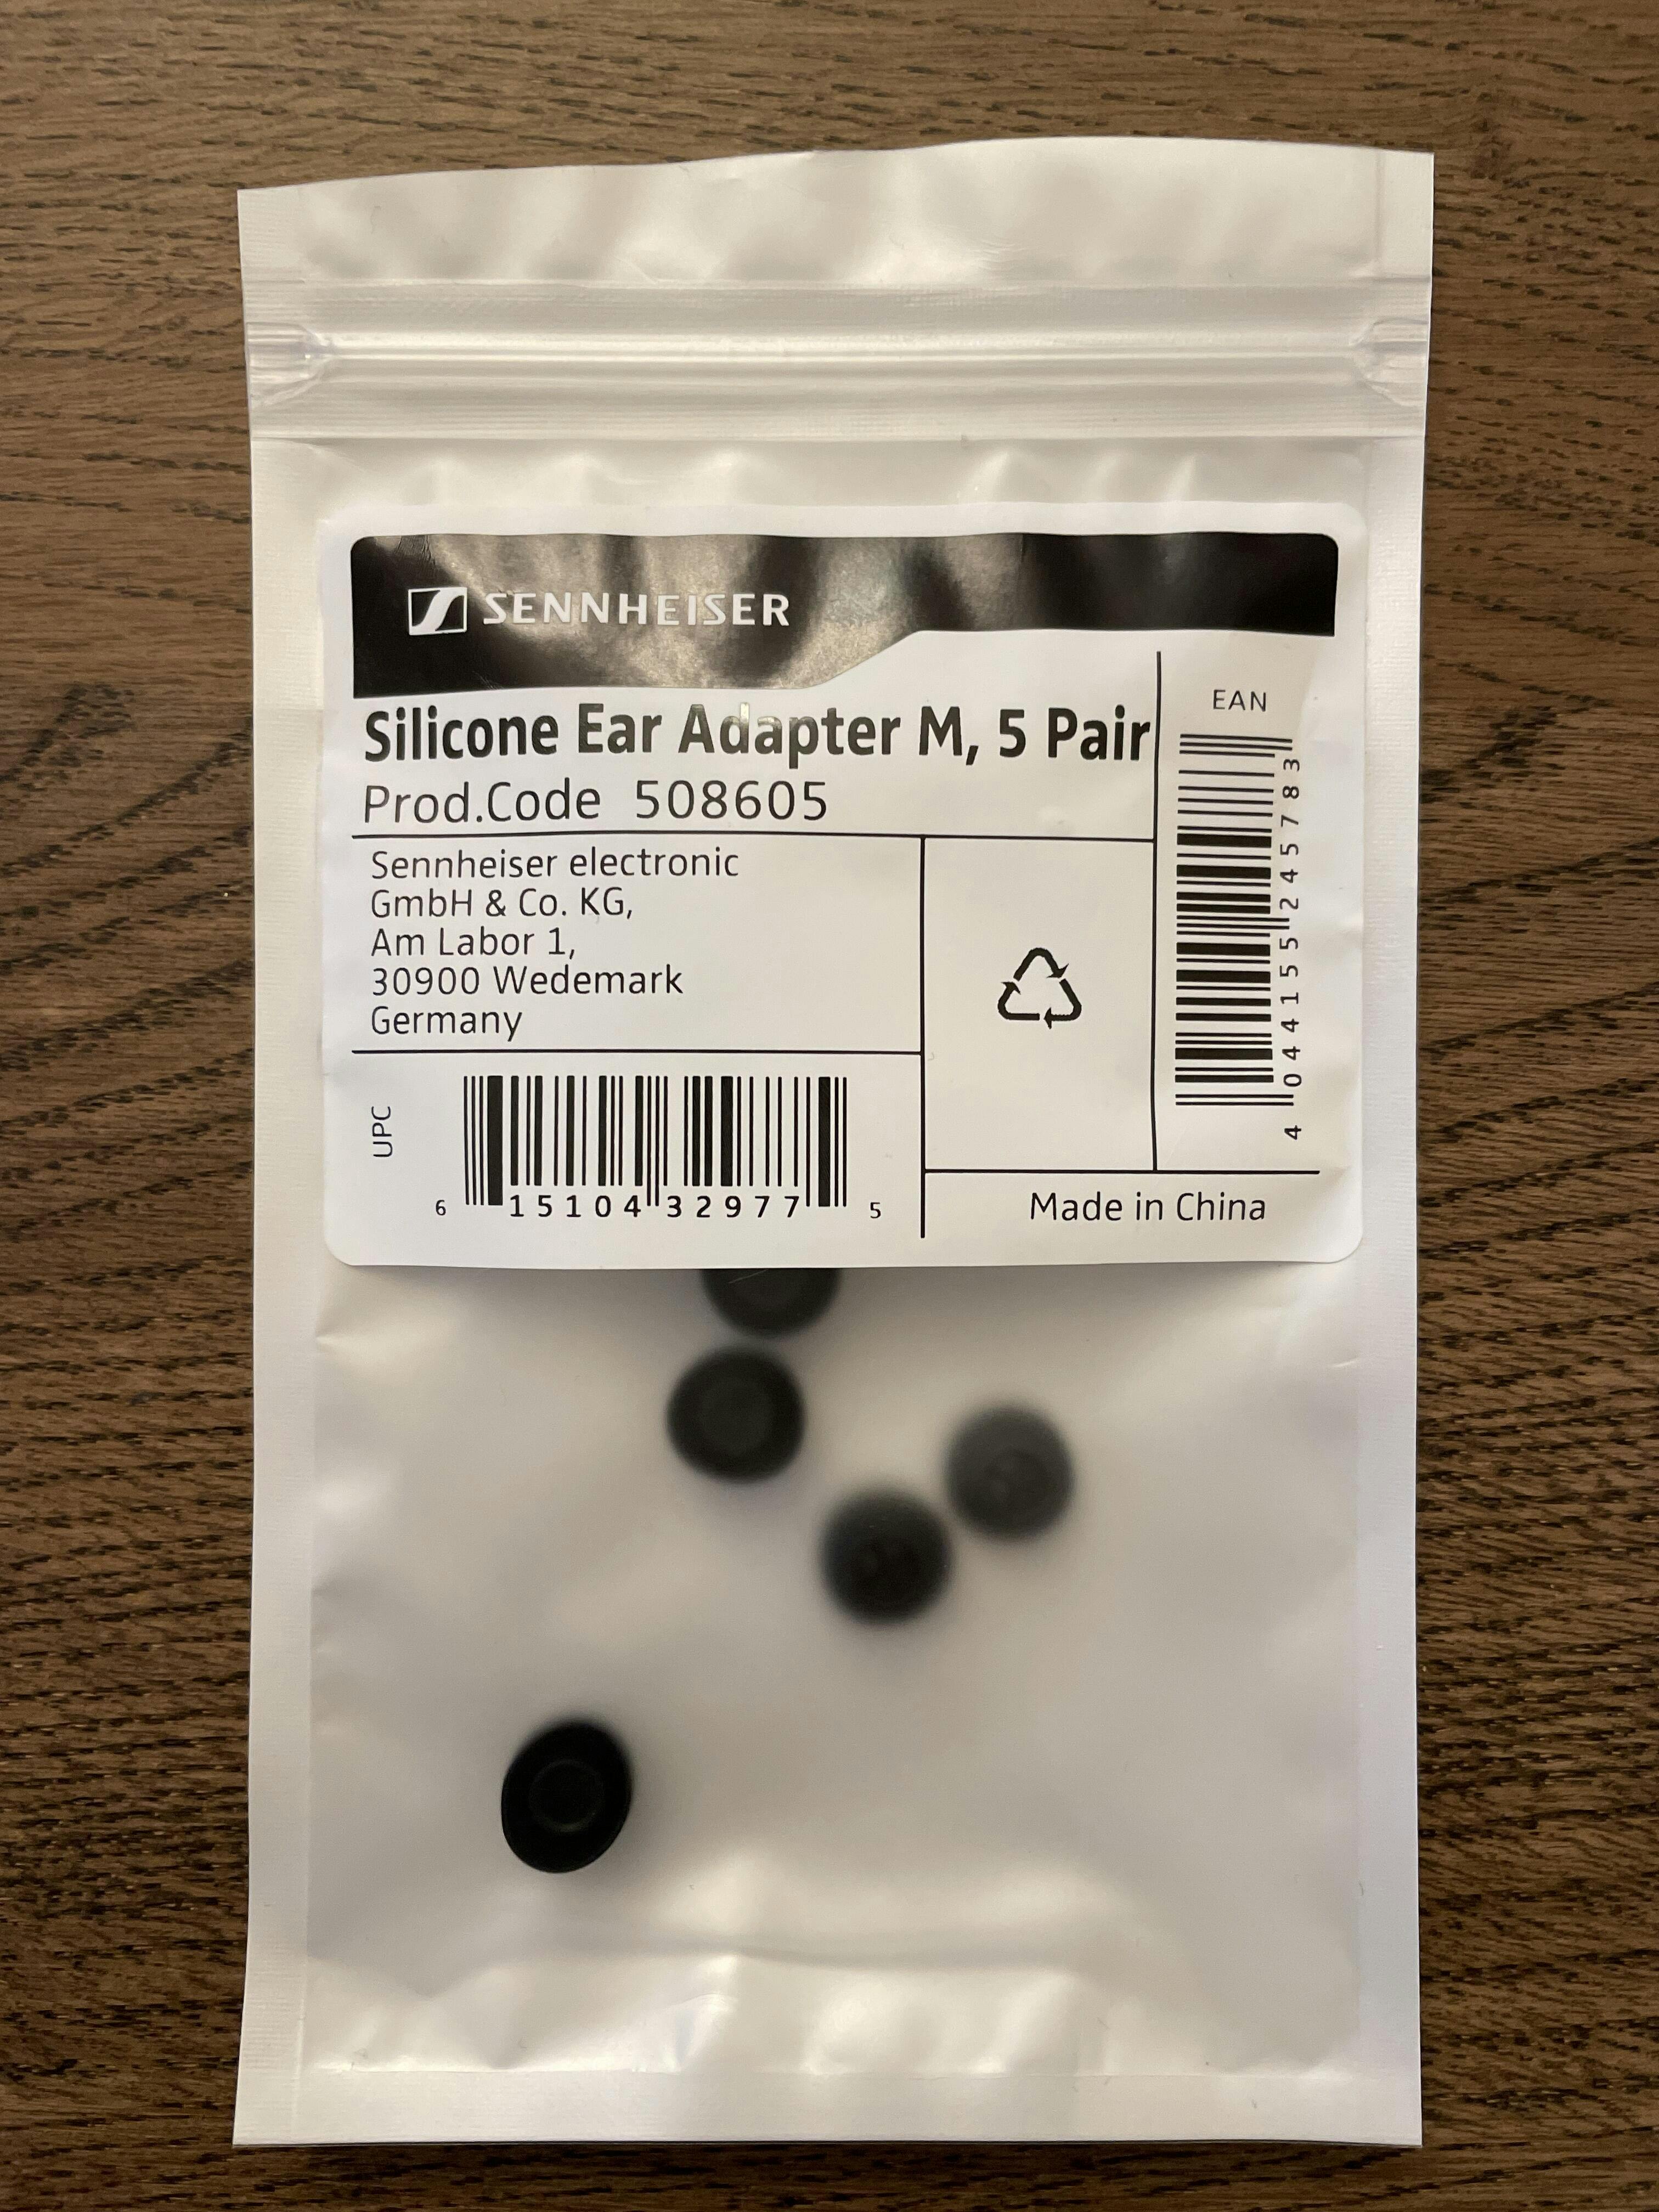 SENNHEISER
Silicone Ear Adapter M, 5 Pair
Prod.Code 508605
Sennheiser electronic
GmbH & Co. KG,
Am Labor 1,
30900 Wedemark
Germany
UPC
6 15104 32977 5
EAN
4 044155 245783
Made in China